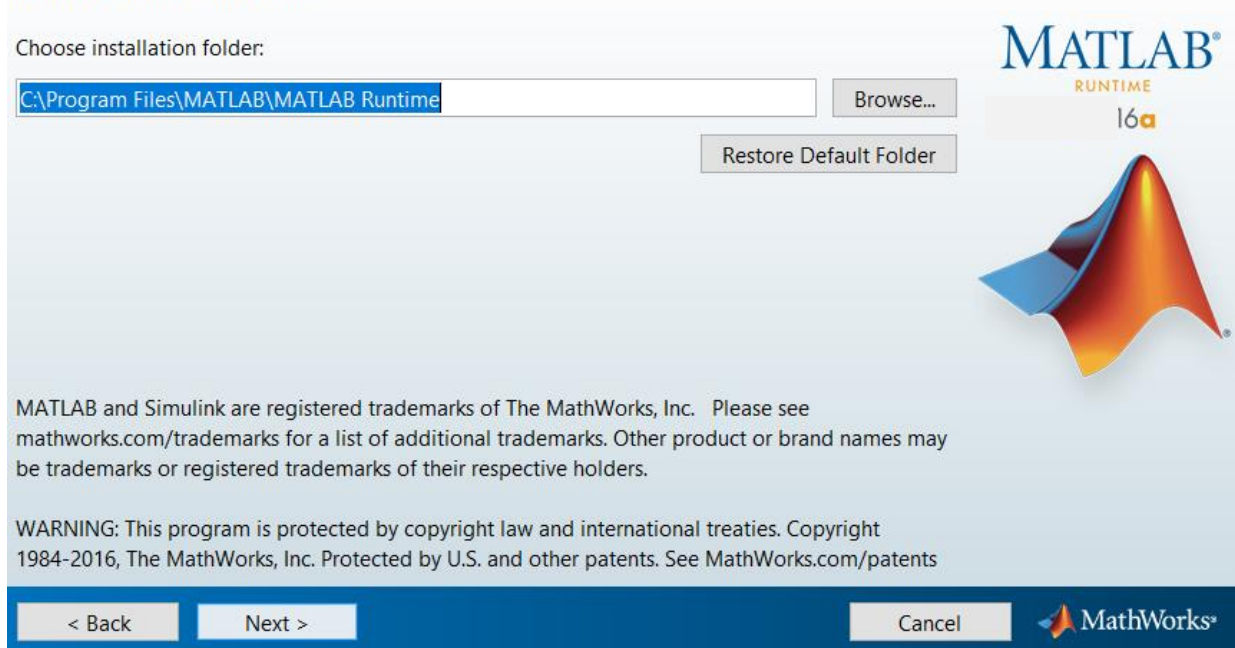 Choose installation folder:
C:\Program Files\MATLAB\MATLAB Runtime
Browse...
Restore Default Folder
MATLAB®
RUNTIME
16a
®
MATLAB and Simulink are registered trademarks of The MathWorks, Inc. Please see
mathworks.com/trademarks for a list of additional trademarks. Other product or brand names may
be trademarks or registered trademarks of their respective holders.
WARNING: This program is protected by copyright law and international treaties. Copyright
1984-2016, The MathWorks, Inc. Protected by U.S. and other patents. See MathWorks.com/patents
< Back
Next >
Cancel
MathWorks®